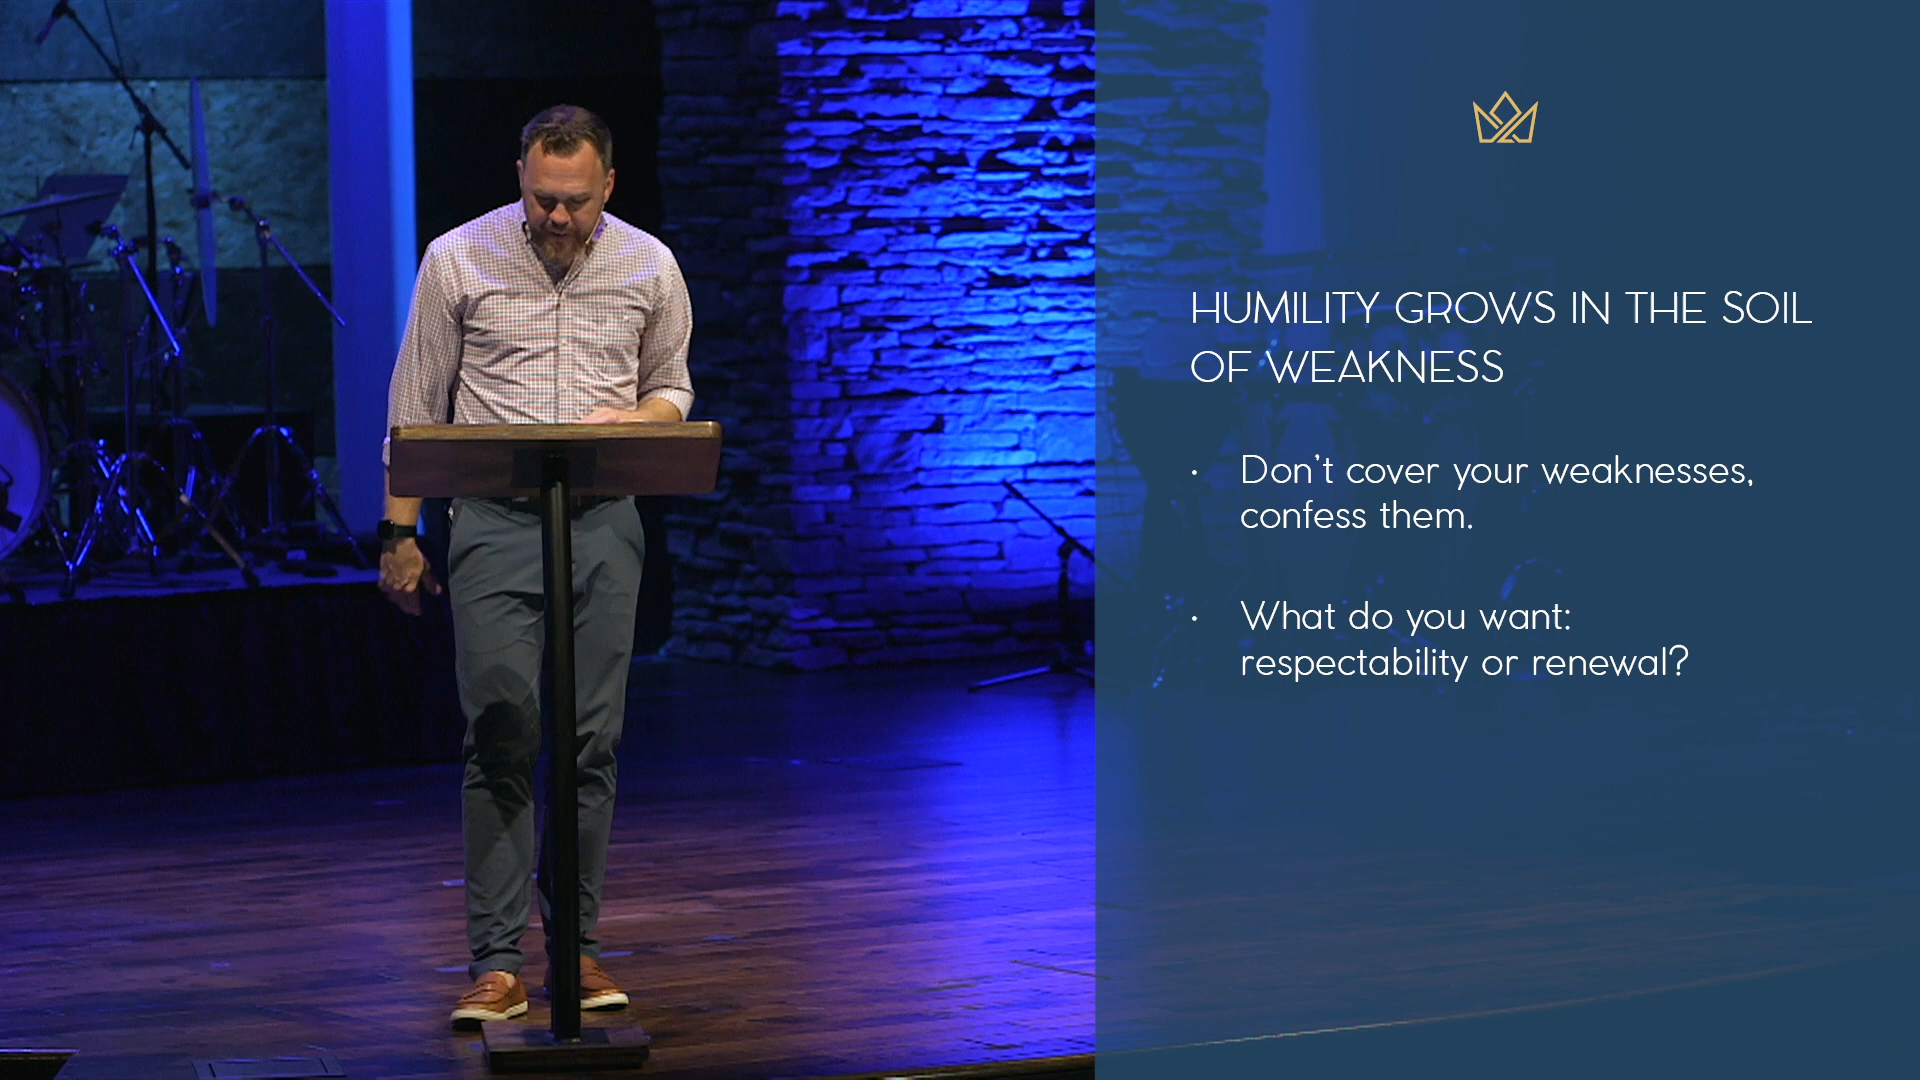 HUMILITY GROWS IN THE SOIL
OF WEAKNESS
• Don't cover your weaknesses,
confess them.
• What do you want:
respectability or renewal?